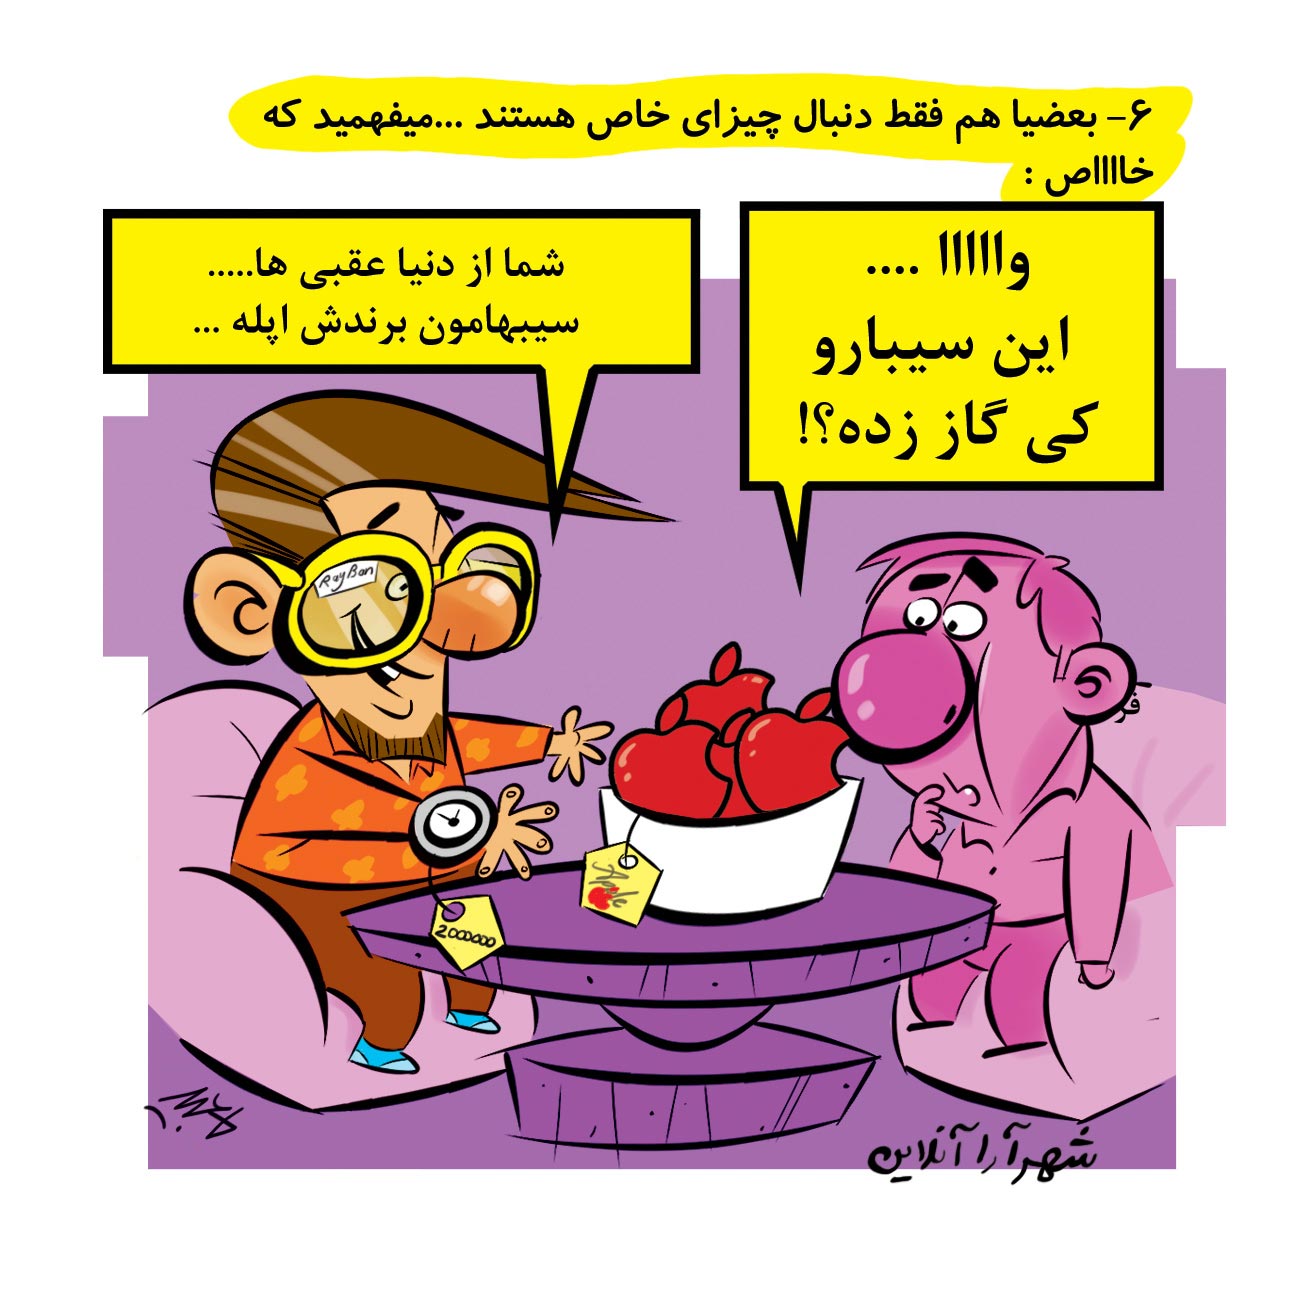 ۶- بعضیا هم فقط دنبال چیزای خاص هستند ...میفهمید که
خااااص :
وااااا ....
این سیبارو
کی گاز زده؟!
شما از دنیا عقبی ها.....
سیبهامون برندش اپله ...
RayBan
2000000
Apple
شهرآرا آنلاین